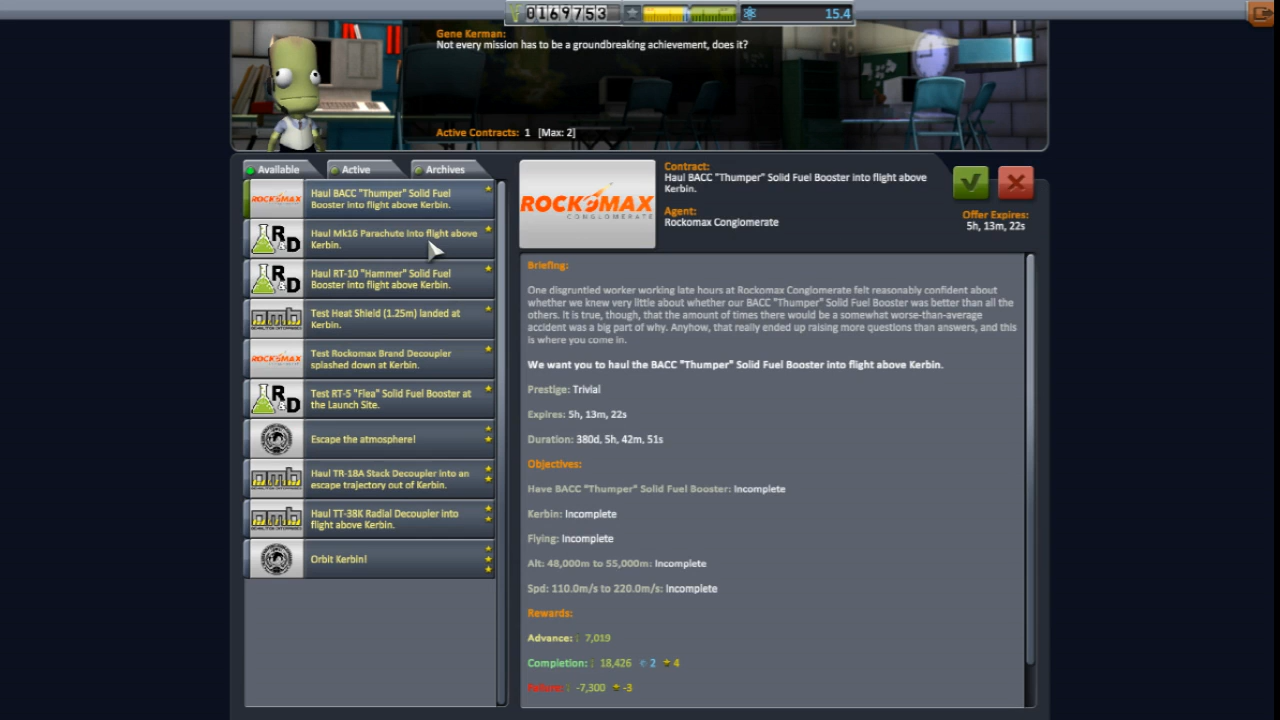 0169753
15.4
Gene Kerman:
Not every mission has to be a groundbreaking achievement, does it?
Active Contracts: 1 [Max: 2]
Available
Active
Archives
ROCKOMAX
Haul BACC "Thumper" Solid Fuel
Booster into flight above Kerbin.
R&D
Haul Mk16 Parachute into flight above
Kerbin.
R&D
Haul RT-10 "Hammer" Solid Fuel
Booster into flight above Kerbin.
Test Heat Shield (1.25m) landed at
Kerbin.
ROCKOMAX
Test Rockomax Brand Decoupler
splashed down at Kerbin.
R&D
Test RT-5 "Flea" Solid Fuel Booster at
the Launch Site.
Escape the atmosphere!
Haul TR-18A Stack Decoupler into an
escape trajectory out of Kerbin.
Haul TT-38K Radial Decoupler into
flight above Kerbin.
Orbit Kerbin!
ROCKOMAX
CONGLOMERATE
Contract:
Haul BACC "Thumper" Solid Fuel Booster into flight above
Kerbin.
Agent:
Rockomax Conglomerate
Offer Expires:
5h, 13m, 22s
Briefing:
One disgruntled worker working late hours at Rockomax Conglomerate felt reasonably confident about
whether we knew very little about whether our BACC "Thumper" Solid Fuel Booster was better than all the
others. It is true, though, that the amount of times there would be a somewhat worse-than-average
accident was a big part of why. Anyhow, that really ended up raising more questions than answers, and this
is where you come in.
We want you to haul the BACC "Thumper" Solid Fuel Booster into flight above Kerbin.
Prestige: Trivial
Expires: 5h, 13m, 22s
Duration: 380d, 5h, 42m, 51s
Objectives:
Have BACC "Thumper" Solid Fuel Booster: Incomplete
Kerbin: Incomplete
Flying: Incomplete
Alt: 48,000m to 55,000m: Incomplete
Spd: 110.0m/s to 220.0m/s: Incomplete
Rewards:
Advance: 7,019
Completion: 18,426 2 4
Failure: -7,300 -3